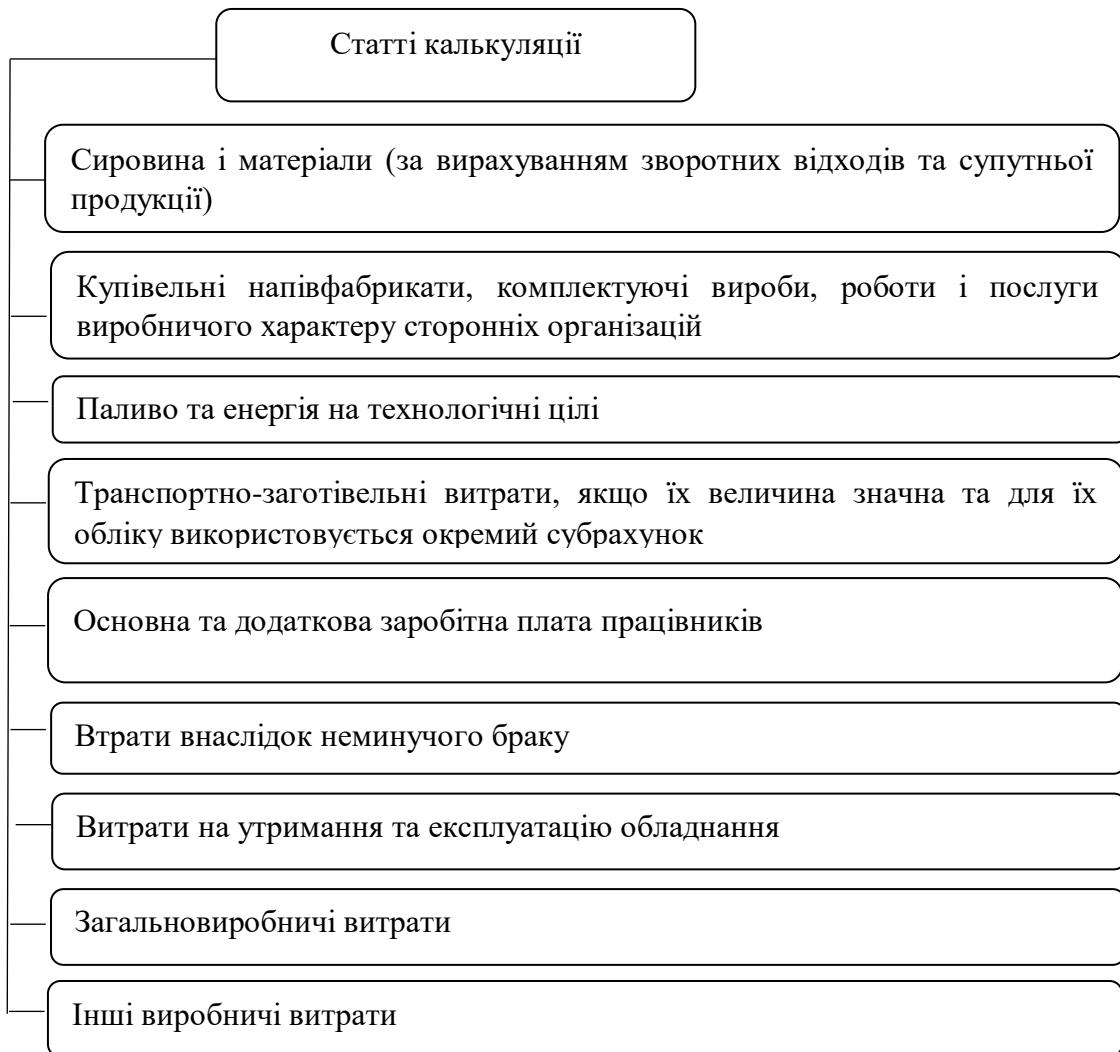 Статті калькуляції
Сировина і матеріали (за вирахуванням зворотних відходів та супутньої
продукції)
Купівельні напівфабрикати, комплектуючі вироби, роботи і послуги
виробничого характеру сторонніх організацій
Паливо та енергія на технологічні цілі
Транспортно-заготівельні витрати, якщо їх величина значна та для їх
обліку використовується окремий субрахунок
Основна та додаткова заробітна плата працівників
Втрати внаслідок неминучого браку
Витрати на утримання та експлуатацію обладнання
Загальновиробничі витрати
Інші виробничі витрати